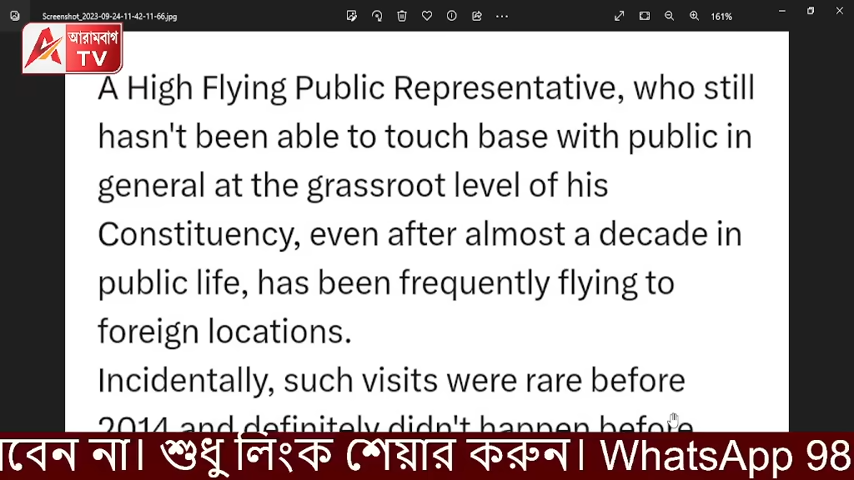 Screenshot_2023-09-24-11-42-11-66.jpg
161%
আরামবাগ
TV
A High Flying Public Representative, who still
hasn't been able to touch base with public in
general at the grassroot level of his
Constituency, even after almost a decade in
public life, has been frequently flying to
foreign locations.
Incidentally, such visits were rare before
2014 and definitely didn't happen before
বেন না। শুধু লিংক শেয়ার করুন। WhatsApp 98